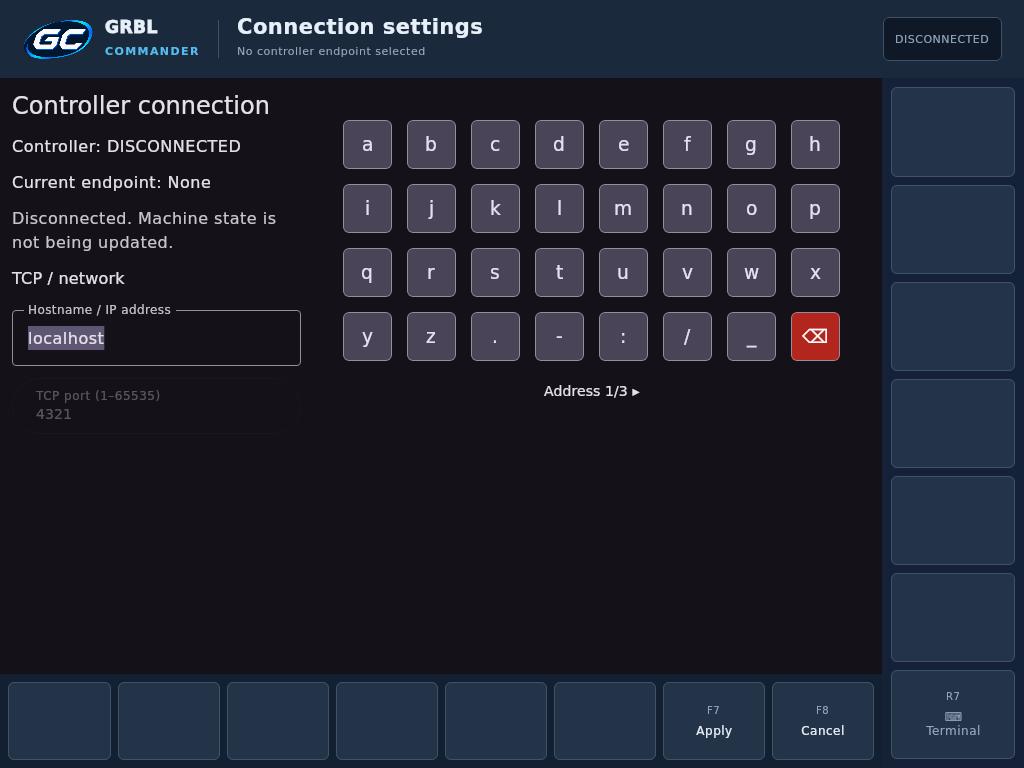 GC
GRBL
COMMANDER
Connection settings
No controller endpoint selected
DISCONNECTED
Controller connection
Controller: DISCONNECTED
Current endpoint: None
Disconnected. Machine state is
not being updated.
TCP / network
Hostname / IP address
localhost
TCP port (1–65535)
4321
a b c d e f g h
i j k l m n o p
q r s t u v w x
y z . - : / _ ⌫
Address 1/3 ▸
F7
Apply
F8
Cancel
R7
⌨
Terminal